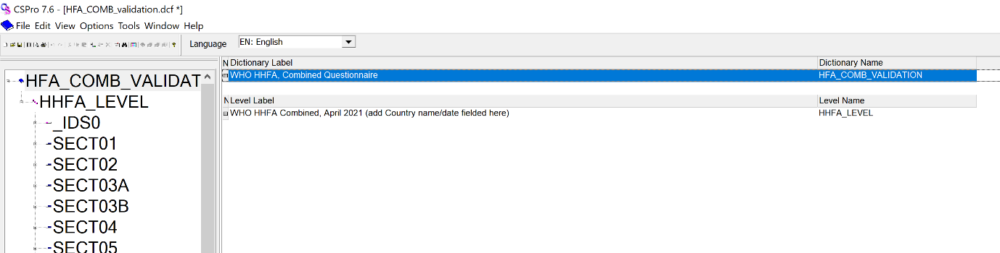 CSPro 7.6 - [HFA_COMB_validation.dcf *]
File Edit View Options Tools Window Help
Language EN: English
N Dictionary Label Dictionary Name
WHO HHFA, Combined Questionnaire HFA_COMB_VALIDATION
N Level Label Level Name
WHO HHFA Combined, April 2021 (add Country name/date fielded here) HHFA_LEVEL
HFA_COMB_VALIDAT
HHFA_LEVEL
_IDS0
SECT01
SECT02
SECT03A
SECT03B
SECT04
SECT05